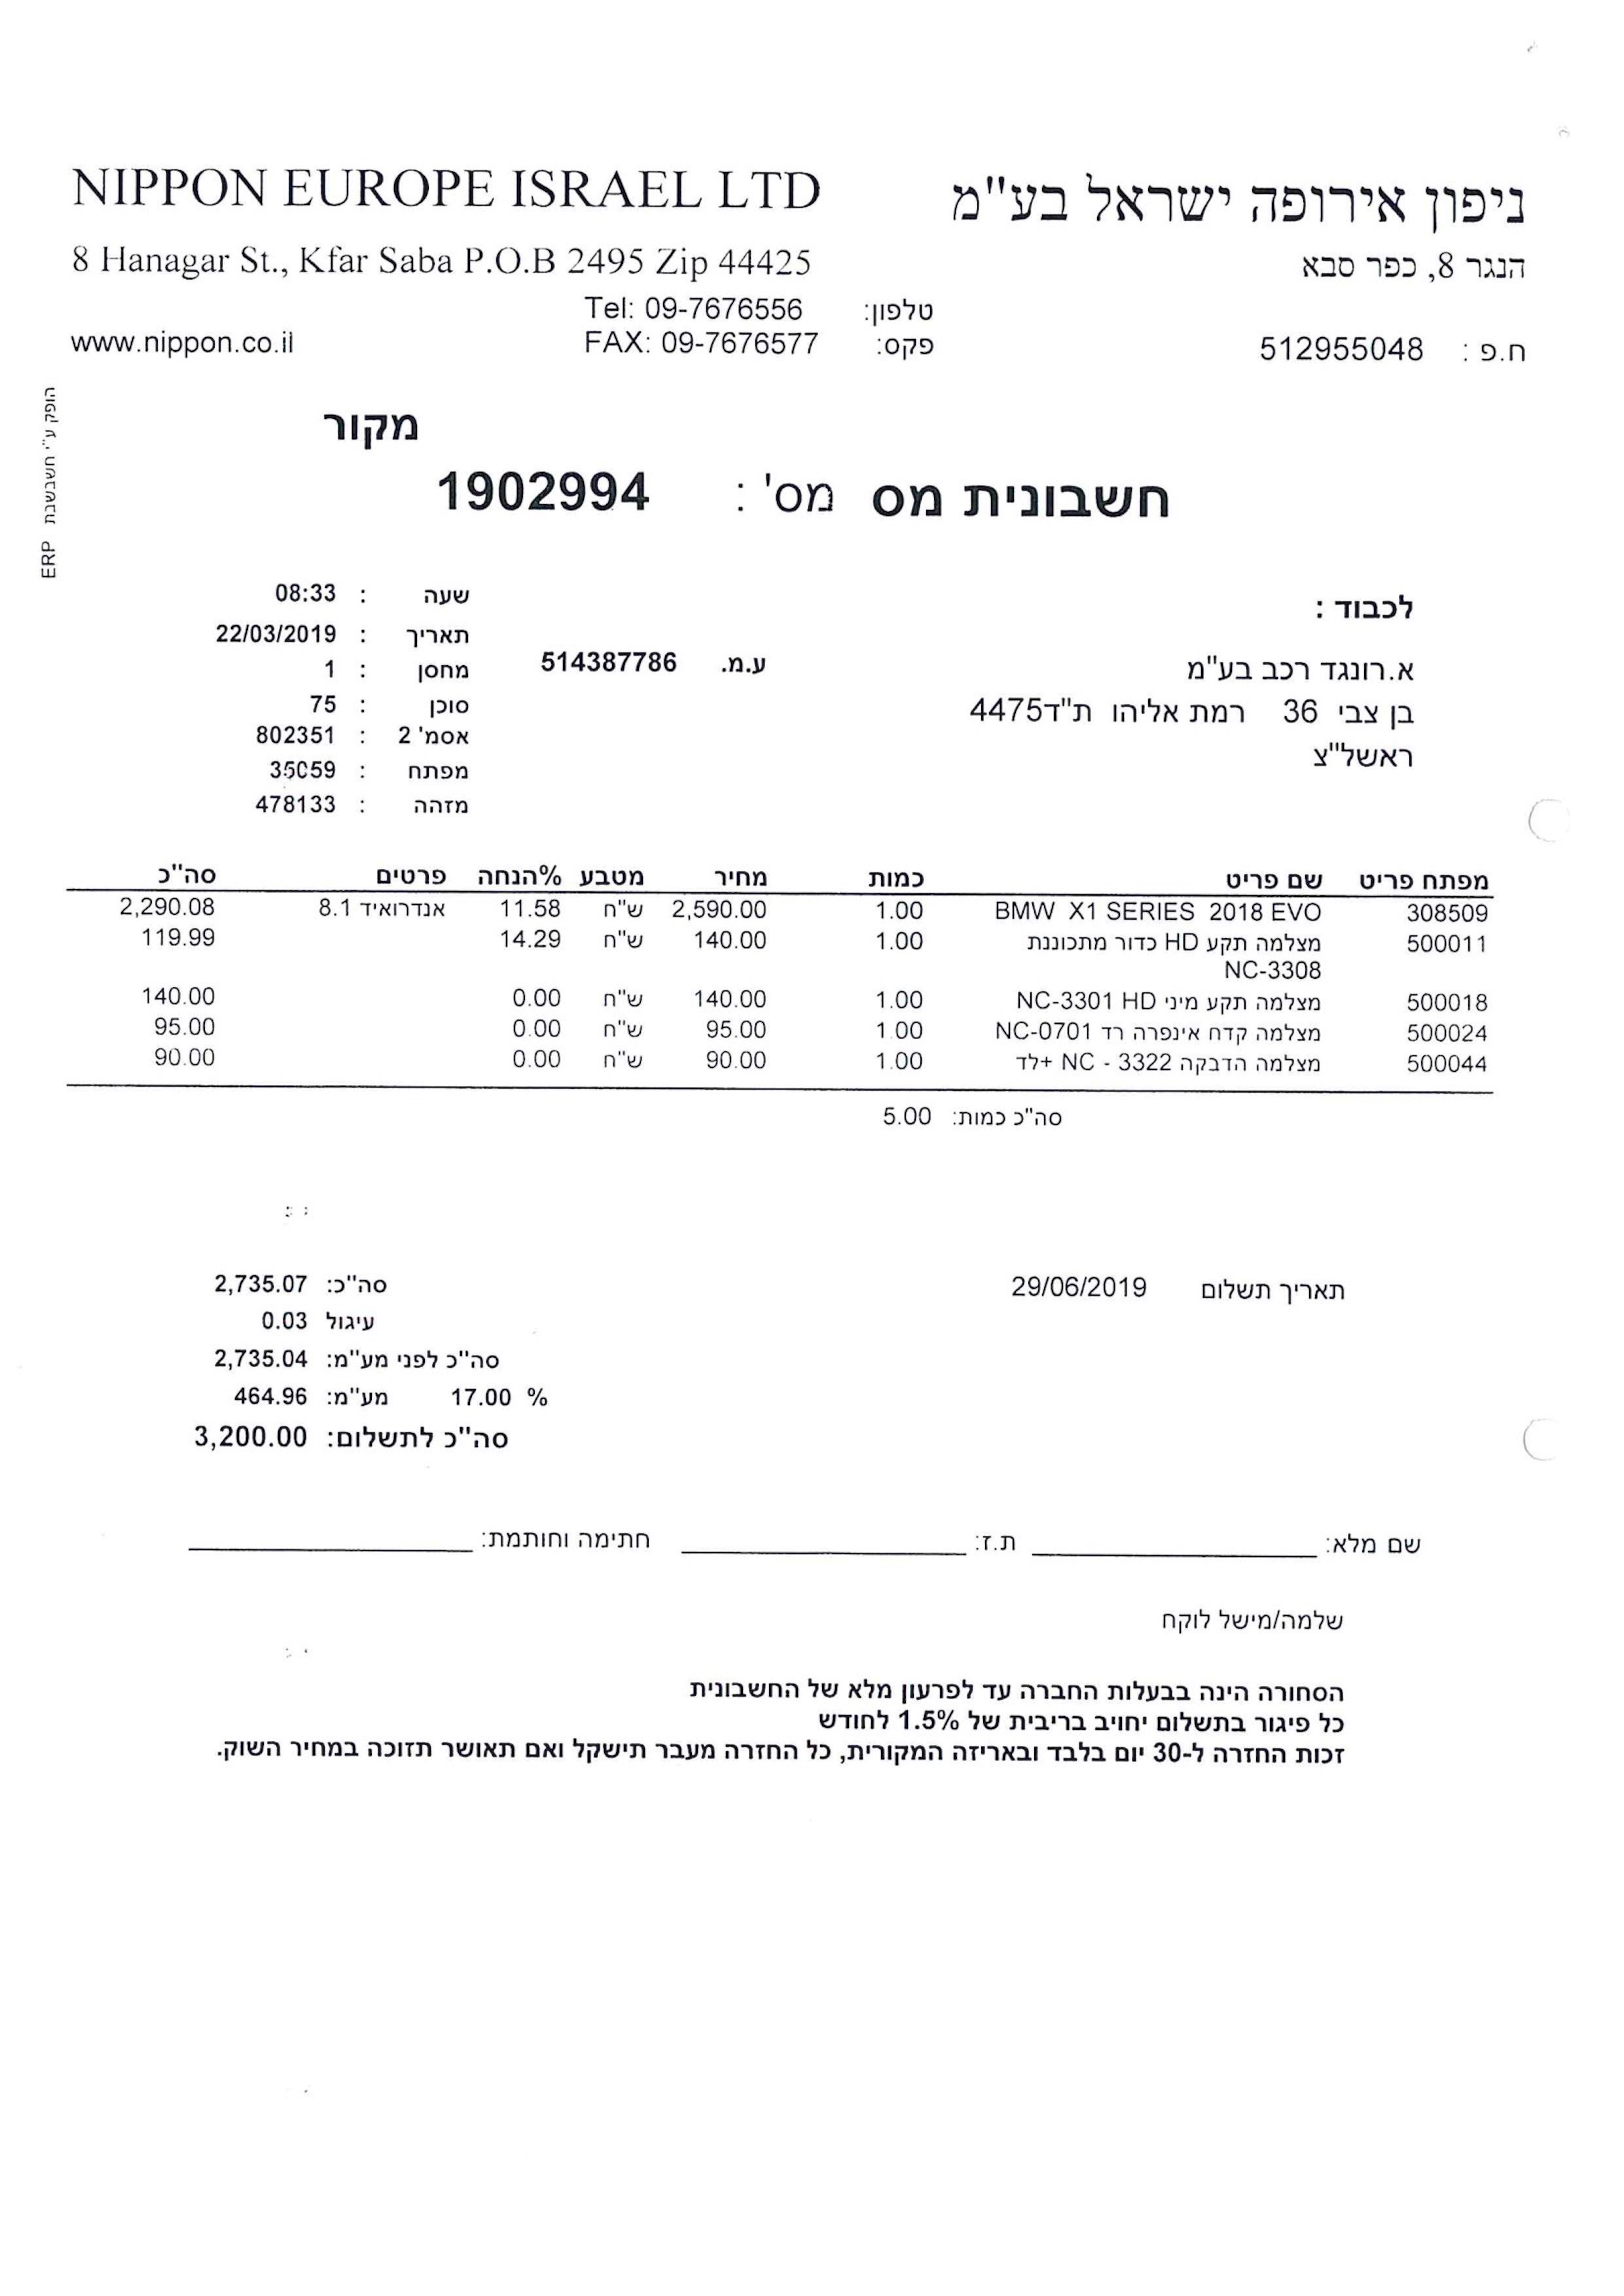 NIPPON EUROPE ISRAEL LTD ניפון אירופה ישראל בע"מ
8 Hanagar St., Kfar Saba P.O.B 2495 Zip 44425 הנגר 8, כפר סבא
Tel: 09-7676556 טלפון:
www.nippon.co.il FAX: 09-7676577 פקס: ח.פ : 512955048
הופק ע"י חשבשבת ERP
מקור
חשבונית מס מס' : 1902994
לכבוד :
א.רונגד רכב בע"מ
בן צבי 36 רמת אליהו ת"ד4475
ראשל"צ
ע.מ. 514387786
שעה : 08:33
תאריך : 22/03/2019
מחסן : 1
סוכן : 75
אסמ' 2 : 802351
מפתח : 35059
מזהה : 478133
מפתח פריט שם פריט כמות מחיר מטבע %הנחה פרטים סה"כ
308509 BMW X1 SERIES 2018 EVO 1.00 2,590.00 ש"ח 11.58 אנדרואיד 8.1 2,290.08
500011 מצלמה תקע HD כדור מתכווננת 1.00 140.00 ש"ח 14.29 119.99
NC-3308
500018 מצלמה תקע מיני NC-3301 HD 1.00 140.00 ש"ח 0.00 140.00
500024 מצלמה קדח אינפרה רד NC-0701 1.00 95.00 ש"ח 0.00 95.00
500044 מצלמה הדבקה NC - 3322 +לד 1.00 90.00 ש"ח 0.00 90.00
סה"כ כמות: 5.00
תאריך תשלום 29/06/2019
סה"כ: 2,735.07
עיגול 0.03
סה"כ לפני מע"מ: 2,735.04
% 17.00 מע"מ: 464.96
סה"כ לתשלום: 3,200.00
שם מלא: ת.ז: חתימה וחותמת:
שלמה/מישל לוקח
הסחורה הינה בבעלות החברה עד לפרעון מלא של החשבונית
כל פיגור בתשלום יחויב בריבית של 1.5% לחודש
זכות החזרה ל-30 יום בלבד ובאריזה המקורית, כל החזרה מעבר תישקל ואם תאושר תזוכה במחיר השוק.